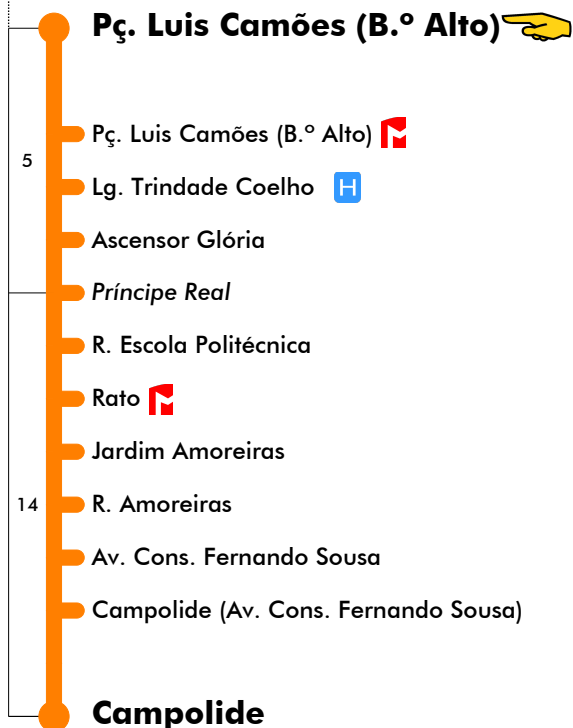 Pç. Luis Camões (B.º Alto)
Pç. Luis Camões (B.º Alto)
5
Lg. Trindade Coelho H
Ascensor Glória
Príncipe Real
R. Escola Politécnica
Rato
Jardim Amoreiras
14 R. Amoreiras
Av. Cons. Fernando Sousa
Campolide (Av. Cons. Fernando Sousa)
Campolide